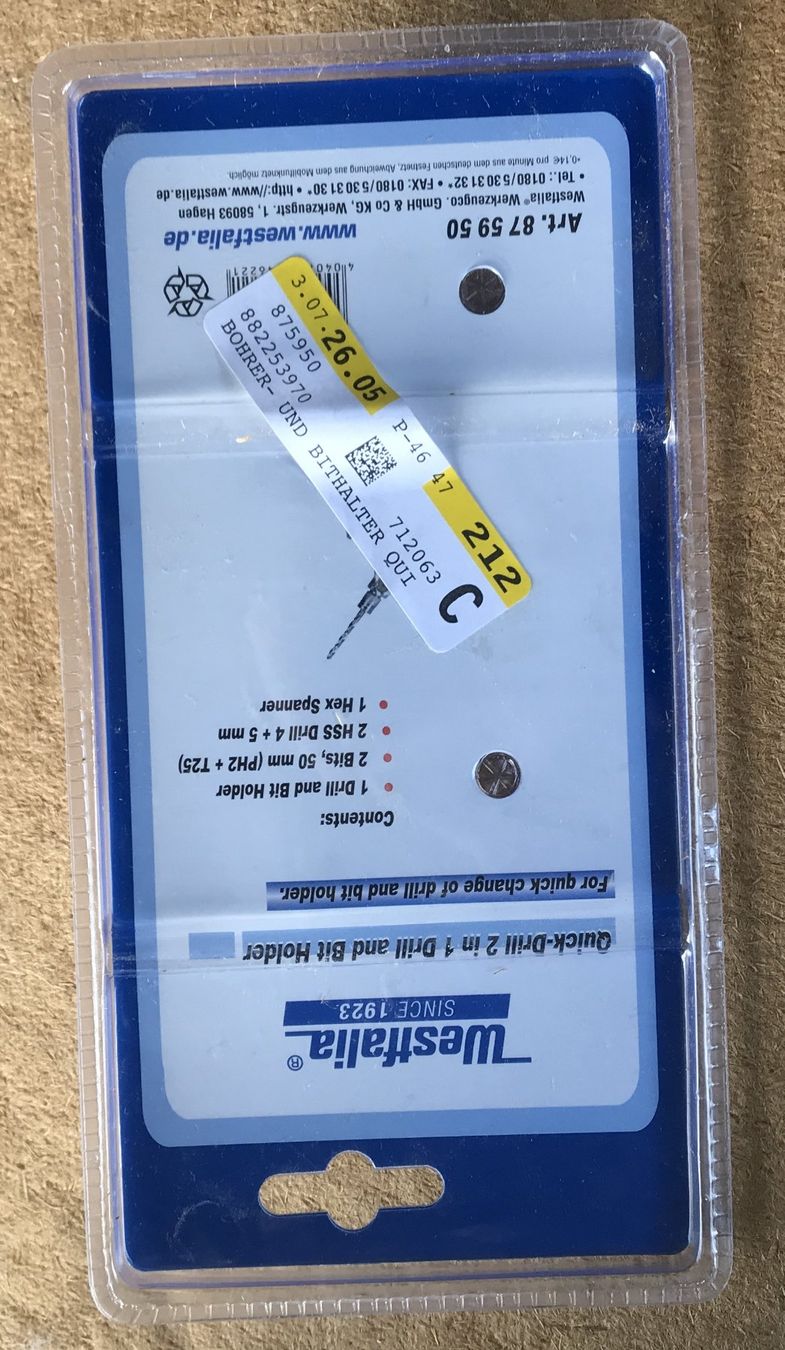 Westfalia®
SINCE 1923
Quick-Drill 2 in 1 Drill and Bit Holder
For quick change of drill and bit holder.
Contents:
• 1 Drill and Bit Holder
• 2 Bits, 50 mm (PH2 + T25)
• 2 HSS Drill 4 + 5 mm
• 1 Hex Spanner
3.07.26.05 P-46 47 212
875950 712063 C
882253970
BOHRER- UND BITHALTER QUI
4 040 6221
Art. 87 59 50 www.westfalia.de
Westfalia® Werkzeugco. GmbH & Co KG, Werkzeugstr. 1, 58093 Hagen
• Tel.: 0180/5 30 31 32* • FAX: 0180/5 30 31 30* • http://www.westfalia.de
*0,14€ pro Minute aus dem deutschen Festnetz, Abweichung aus dem Mobilfunknetz möglich.